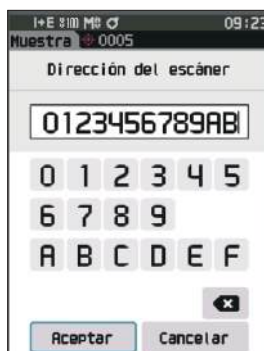 I+E M 09:23
Muestra 0005
Dirección del escáner
0123456789AB
0 1 2 3 4 5
6 7 8 9
A B C D E F
Aceptar Cancelar